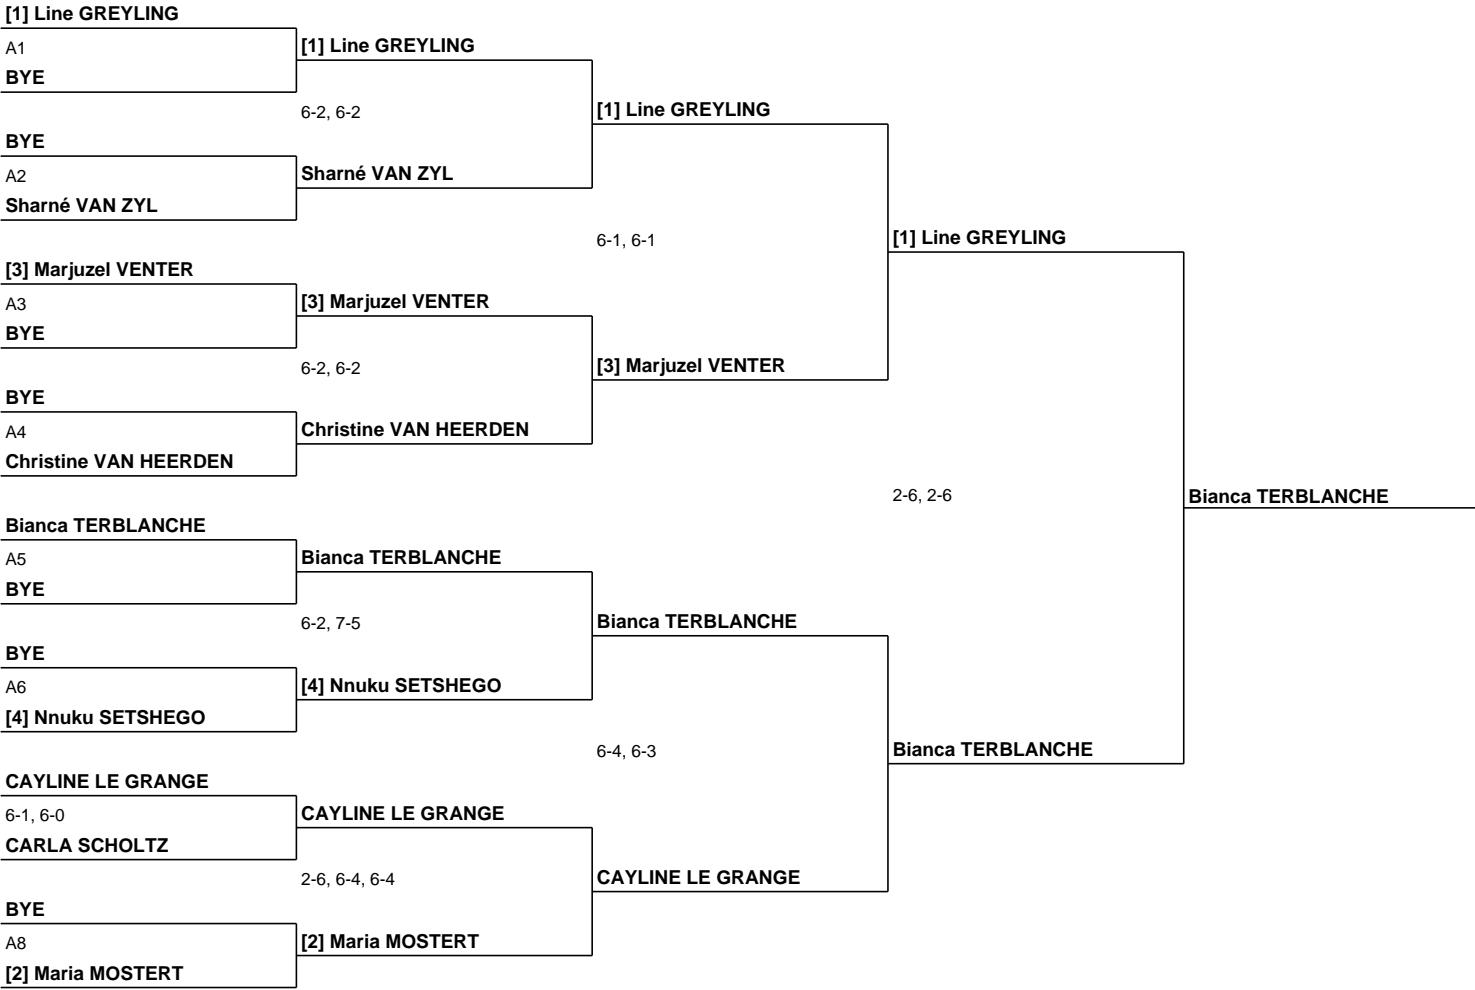 [1] Line GREYLING
A1
BYE
BYE
A2
Sharné VAN ZYL
[3] Marjuzel VENTER
A3
BYE
BYE
A4
Christine VAN HEERDEN
Bianca TERBLANCHE
A5
BYE
BYE
A6
[4] Nnuku SETSHEGO
CAYLINE LE GRANGE
6-1, 6-0
CARLA SCHOLTZ
BYE
A8
[2] Maria MOSTERT
[1] Line GREYLING
6-2, 6-2
Sharné VAN ZYL
[3] Marjuzel VENTER
6-2, 6-2
Christine VAN HEERDEN
Bianca TERBLANCHE
6-2, 7-5
[4] Nnuku SETSHEGO
CAYLINE LE GRANGE
2-6, 6-4, 6-4
[2] Maria MOSTERT
[1] Line GREYLING
6-1, 6-1
[3] Marjuzel VENTER
Bianca TERBLANCHE
6-4, 6-3
CAYLINE LE GRANGE
[1] Line GREYLING
2-6, 2-6
Bianca TERBLANCHE
Bianca TERBLANCHE